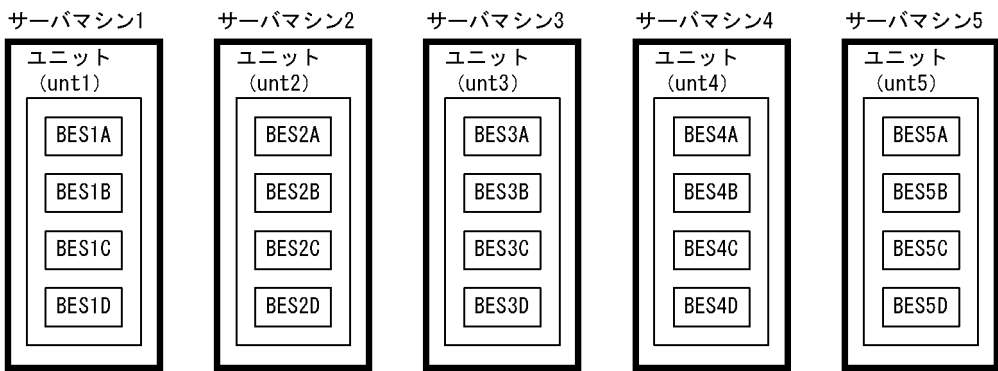 サーバマシン1
サーバマシン2
サーバマシン3
サーバマシン4
サーバマシン5
ユニット
(unt1)
BES1A
BES1B
BES1C
BES1D
ユニット
(unt2)
BES2A
BES2B
BES2C
BES2D
ユニット
(unt3)
BES3A
BES3B
BES3C
BES3D
ユニット
(unt4)
BES4A
BES4B
BES4C
BES4D
ユニット
(unt5)
BES5A
BES5B
BES5C
BES5D